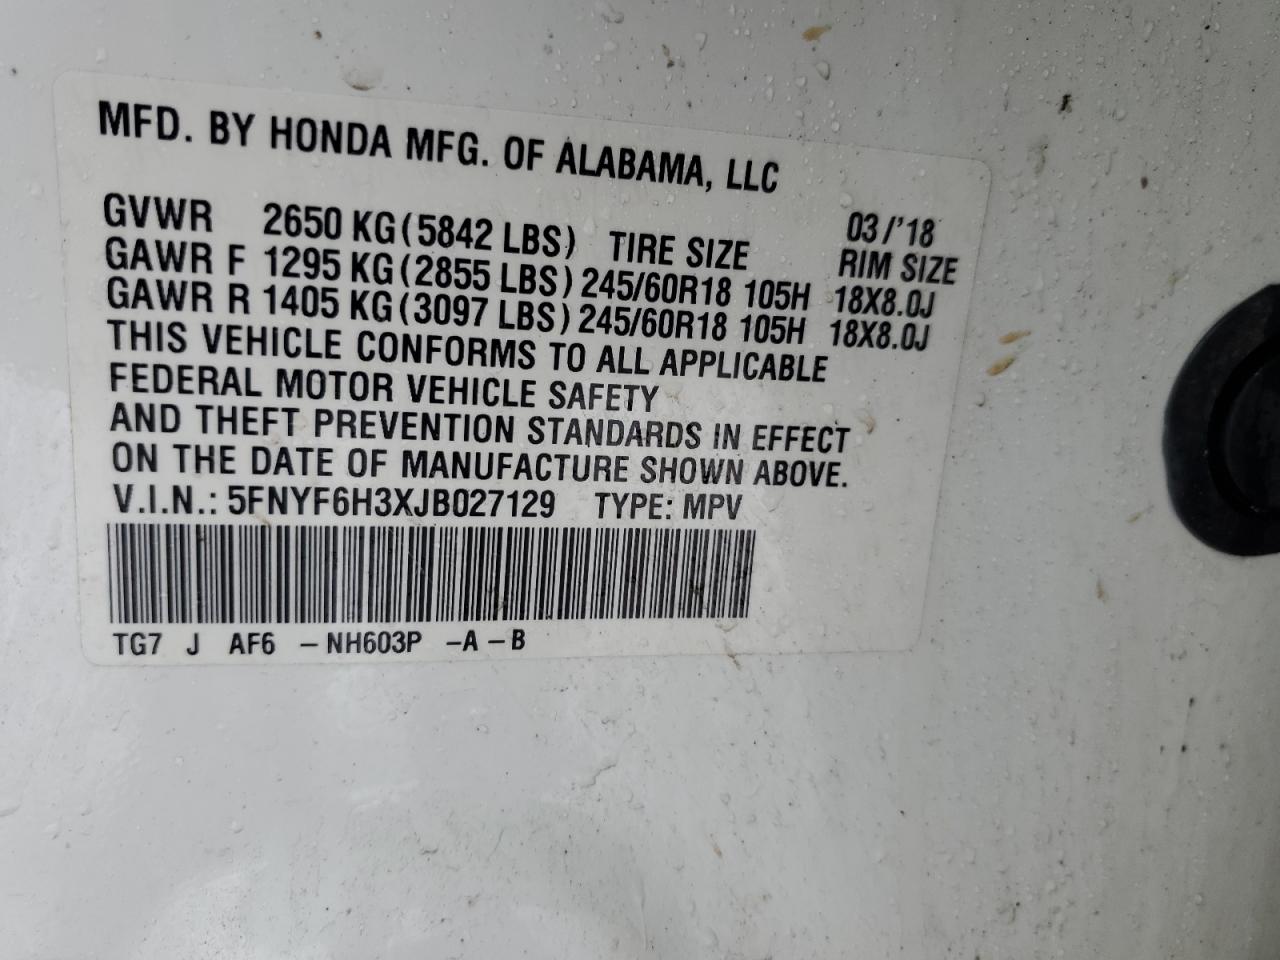 MFD. BY HONDA MFG. OF ALABAMA, LLC
GVWR 2650 KG (5842 LBS) TIRE SIZE 03/'18 RIM SIZE
GAWR F 1295 KG (2855 LBS) 245/60R18 105H 18X8.0J
GAWR R 1405 KG (3097 LBS) 245/60R18 105H 18X8.0J
THIS VEHICLE CONFORMS TO ALL APPLICABLE
FEDERAL MOTOR VEHICLE SAFETY
AND THEFT PREVENTION STANDARDS IN EFFECT
ON THE DATE OF MANUFACTURE SHOWN ABOVE.
V.I.N.: 5FNYF6H3XJB027129 TYPE: MPV
TG7 J AF6 - NH603P -A - B